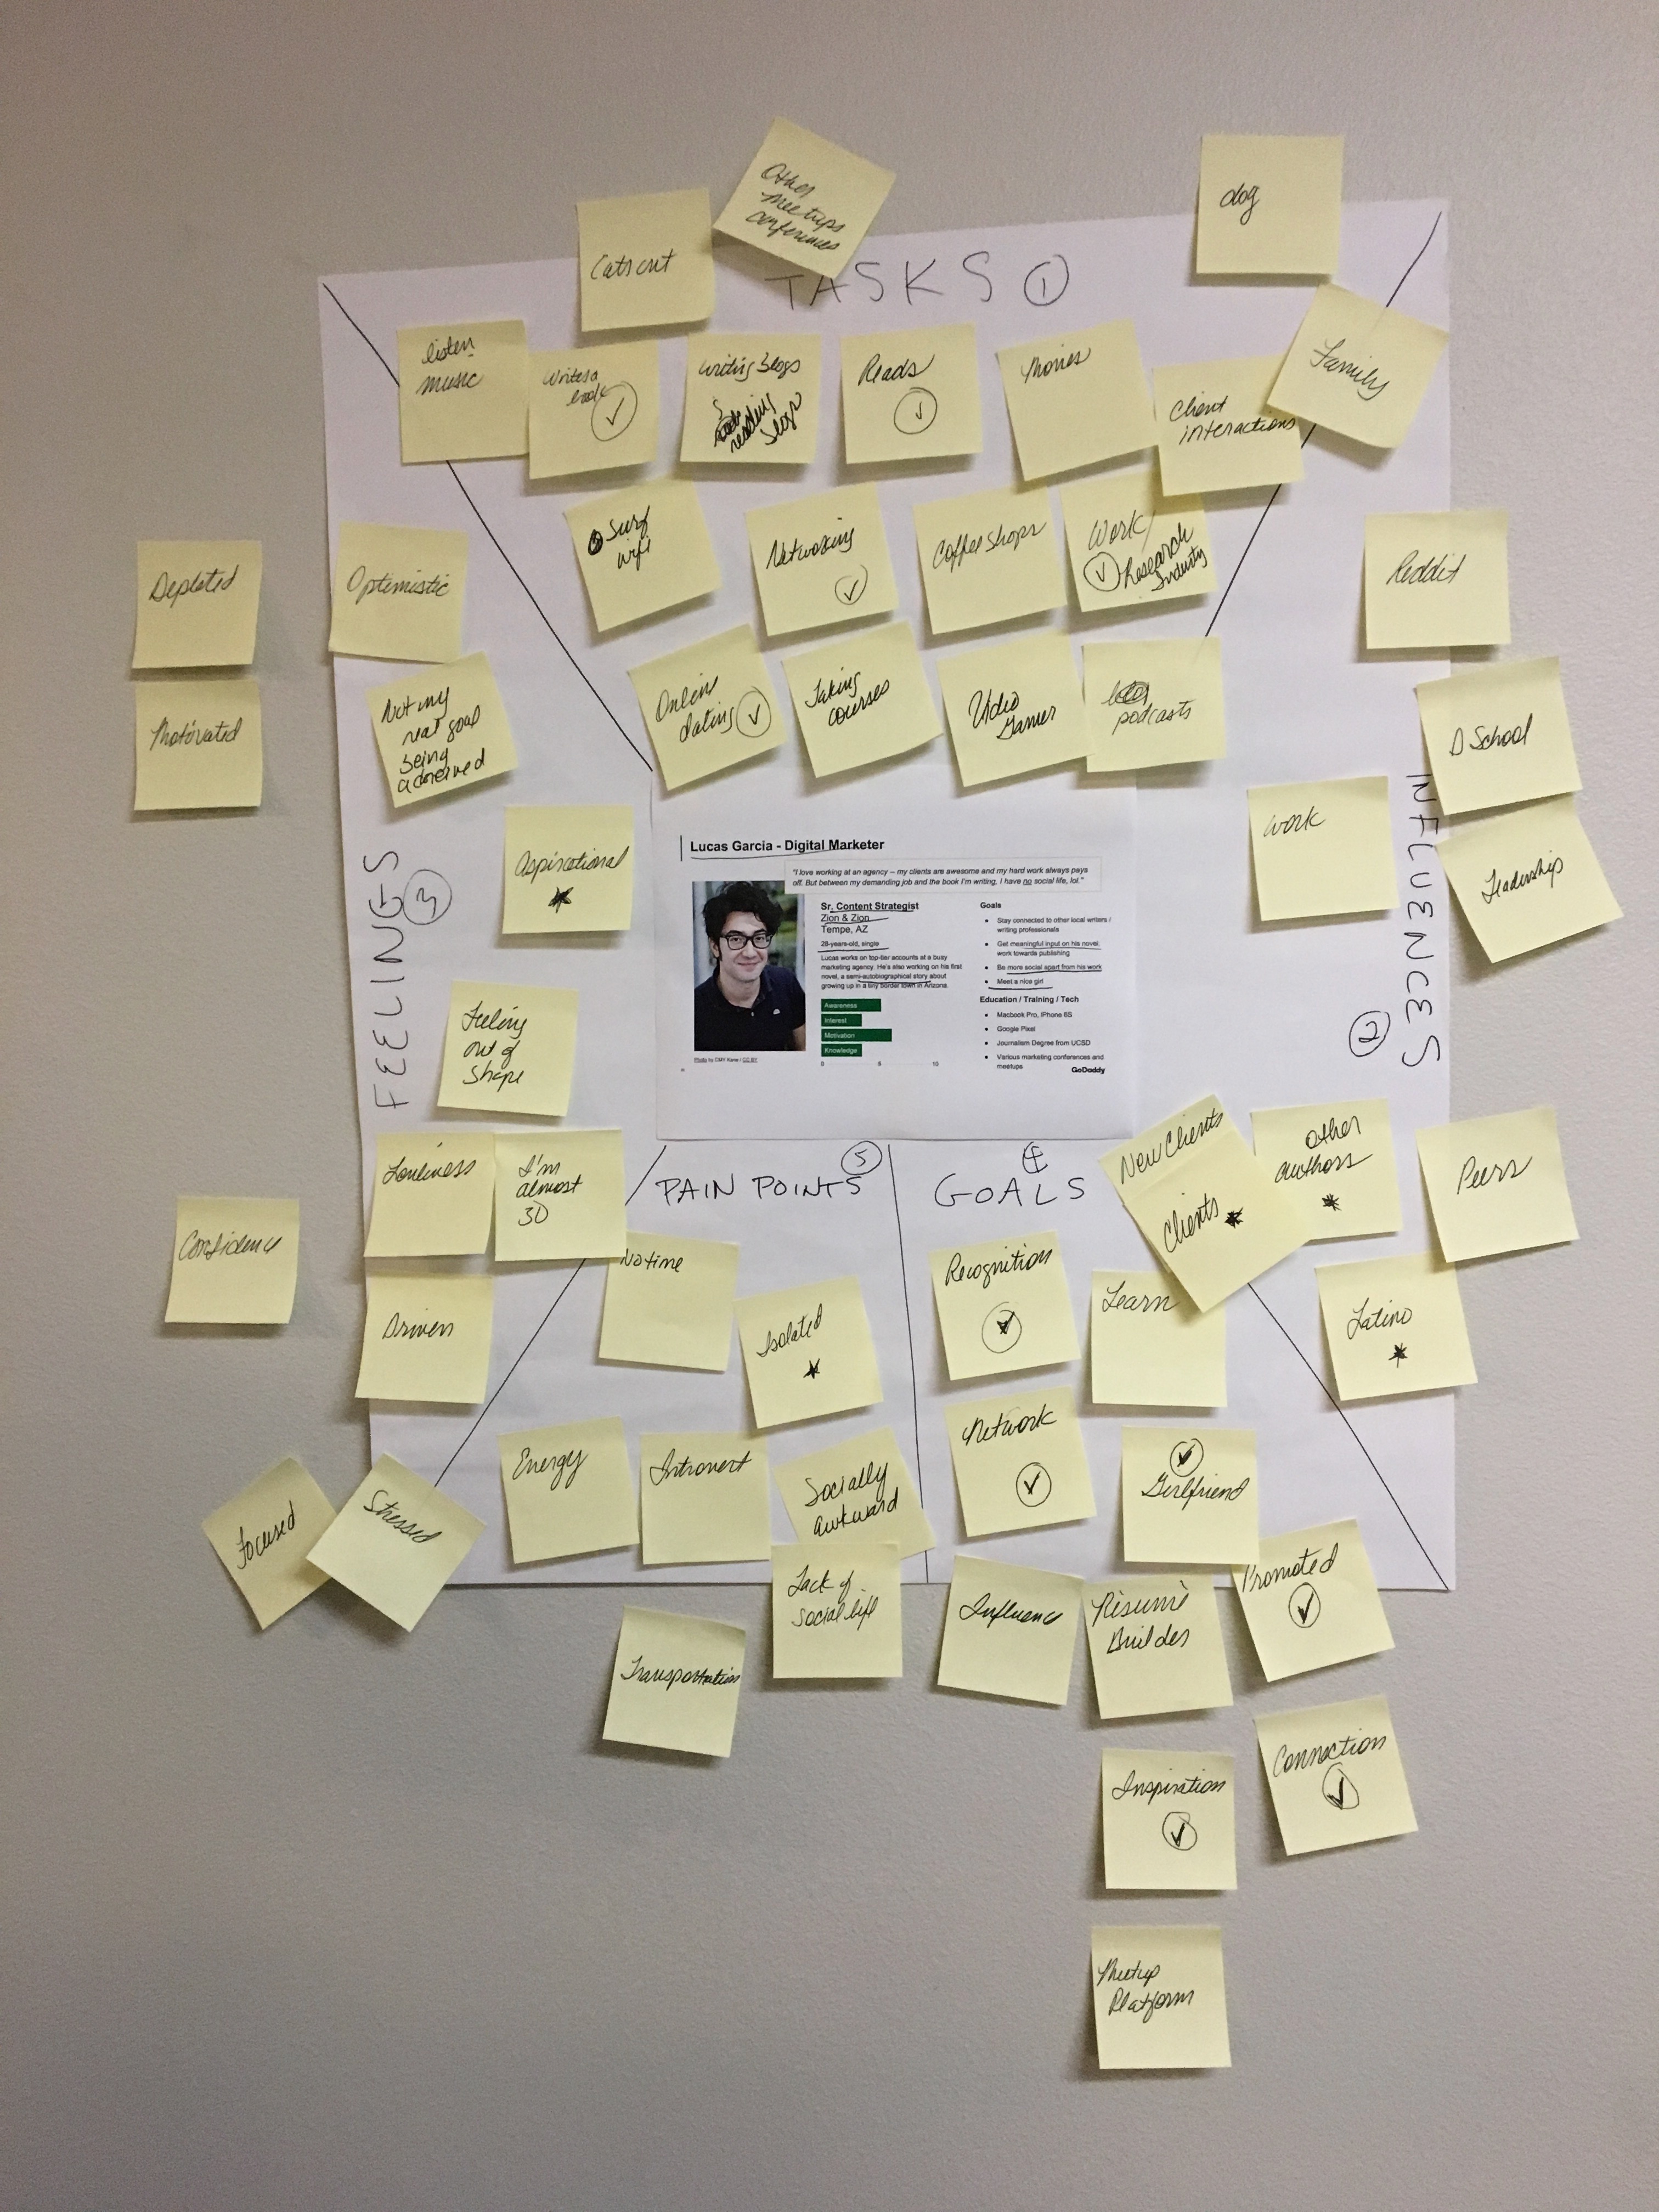 Other
meetups
conferences
dog
Eats out
TASKS 1
Family
listen
music
Writes a
book
writing blogs
&
reading
blogs
Reads
Movies
Client
interactions
Surf
wifi
Networking
Coffee shops
Work/
Research
Industry
Online
dating
Taking
courses
Video
Gamer
podcasts
Depleted
Motivated
Optimistic
Not my
real goal
being
achieved
Aspirational
FEELINGS
3
Feeling
out of
shape
Loneliness
I'm
almost
30
Confidence
Driven
Focused
Stressed
Reddit
D School
Leadership
Work
INFLUENCES
2
New Clients
Clients
Other
authors
Peers
Latino
Lucas Garcia - Digital Marketer
"I love working at an agency – my clients are awesome and my hard work always pays
off. But between my demanding job and the book I'm writing, I have no social life, lol."
Sr. Content Strategist
Zion & Zion
Tempe, AZ
28-years-old, single
Lucas works on top-tier accounts at a busy
marketing agency. He's also working on his first
novel, a semi-autobiographical story about
growing up in a tiny border town in Arizona.
Awareness
Interest
Motivation
Knowledge
0 5 10
Goals
Stay connected to other local writers /
writing professionals
Get meaningful input on his novel,
work towards publishing
Be more social apart from his work
Meet a nice girl
Education / Training / Tech
Macbook Pro, iPhone 6S
Google Pixel
Journalism Degree from UCSD
Various marketing conferences and
meetups
GoDaddy
Photo by CMY Kane / CC BY
5
PAIN POINTS
No time
Isolated
Energy
Introvert
Socially
awkward
Lack of
social life
Transportation
4
GOALS
Recognition
Learn
Network
Girlfriend
Influence
Résumé
Builder
Promoted
Inspiration
Connection
Meetup
Platform